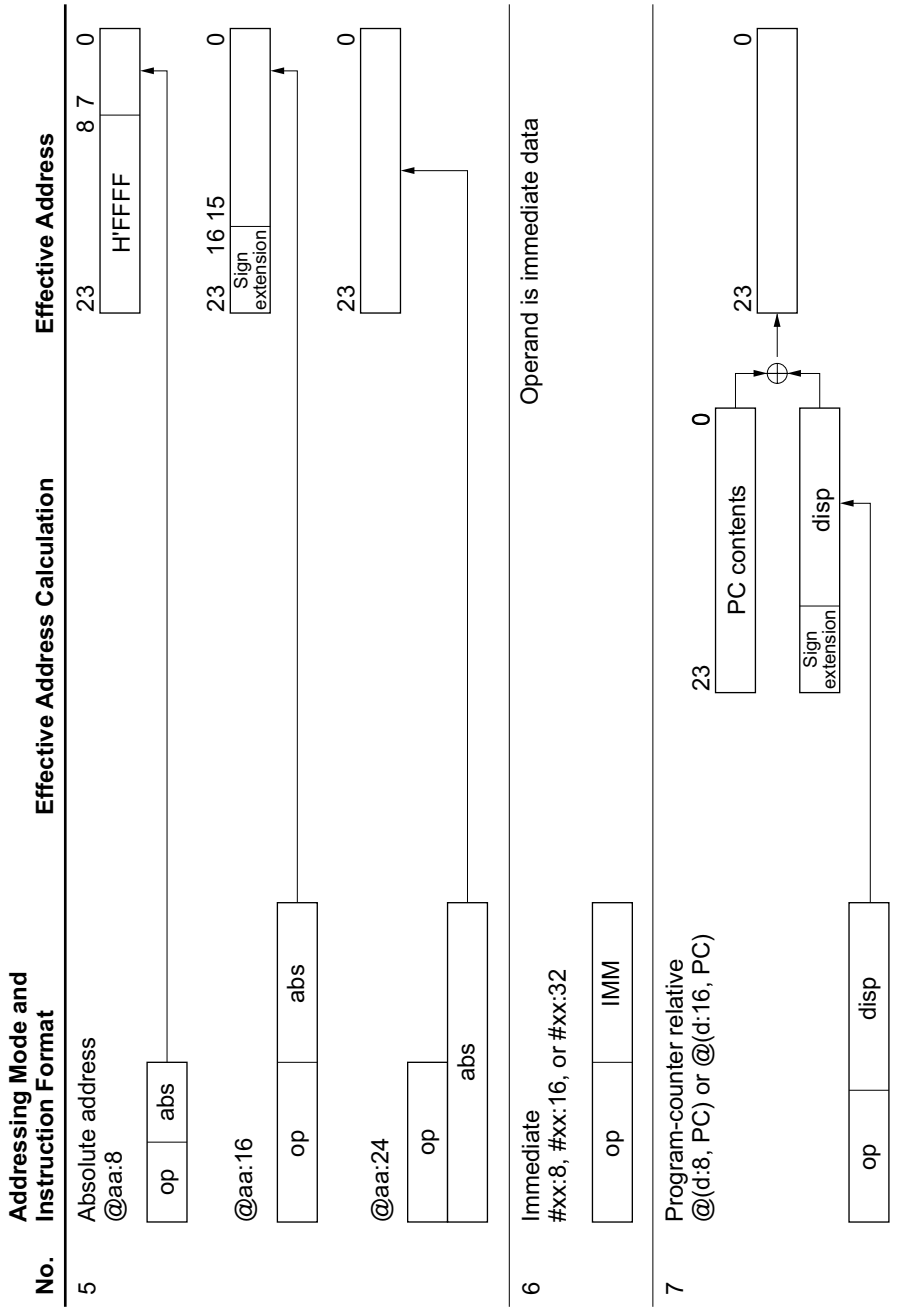 No.
Addressing Mode and
Instruction Format
Effective Address Calculation
Effective Address
5
Absolute address
@aa:8
op
abs
23
8 7
0
H'FFFF
@aa:16
op
abs
23
16 15
0
Sign
extension
@aa:24
op
abs
23
0
6
Immediate
#xx:8, #xx:16, or #xx:32
op
IMM
Operand is immediate data
7
Program-counter relative
@(d:8, PC) or @(d:16, PC)
op
disp
23
0
PC contents
Sign
extension
disp
23
0